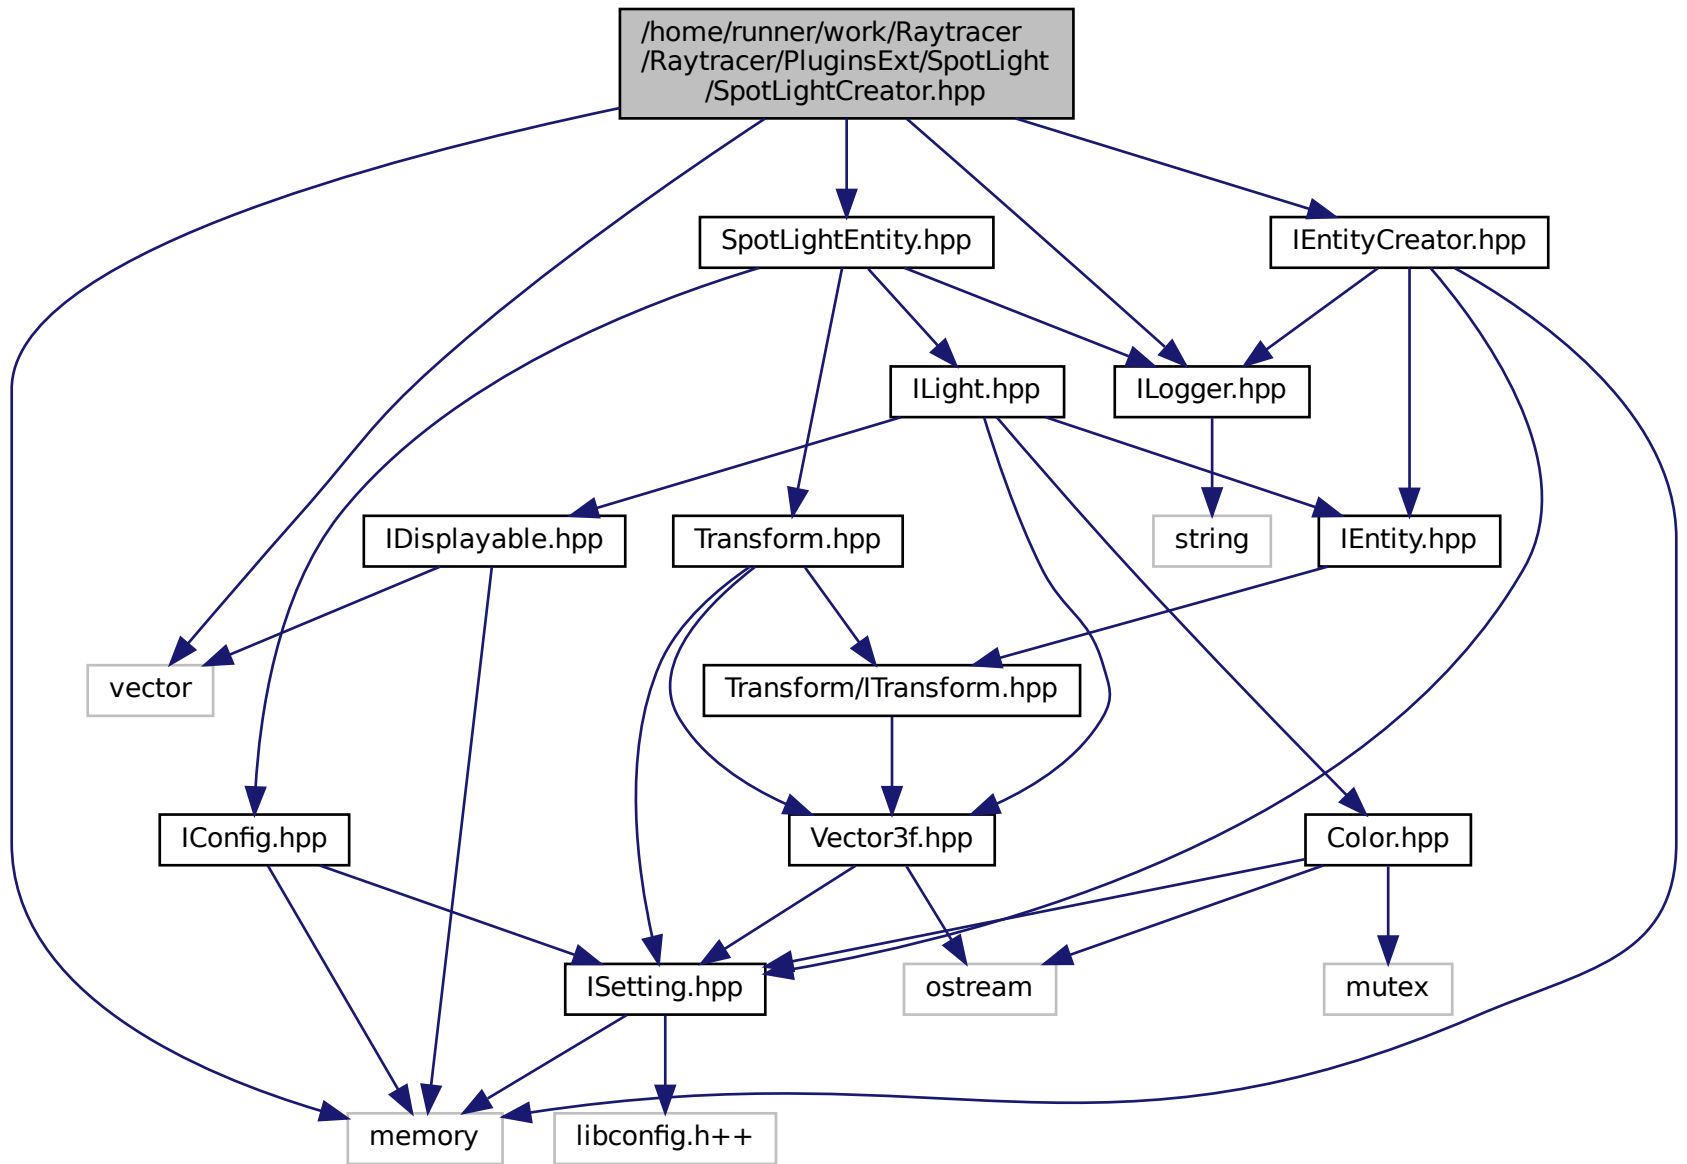 /home/runner/work/Raytracer
/Raytracer/PluginsExt/SpotLight
/SpotLightCreator.hpp
SpotLightEntity.hpp
IEntityCreator.hpp
ILight.hpp
ILogger.hpp
IDisplayable.hpp
Transform.hpp
string
IEntity.hpp
vector
Transform/ITransform.hpp
IConfig.hpp
Vector3f.hpp
Color.hpp
ISetting.hpp
ostream
mutex
memory
libconfig.h++